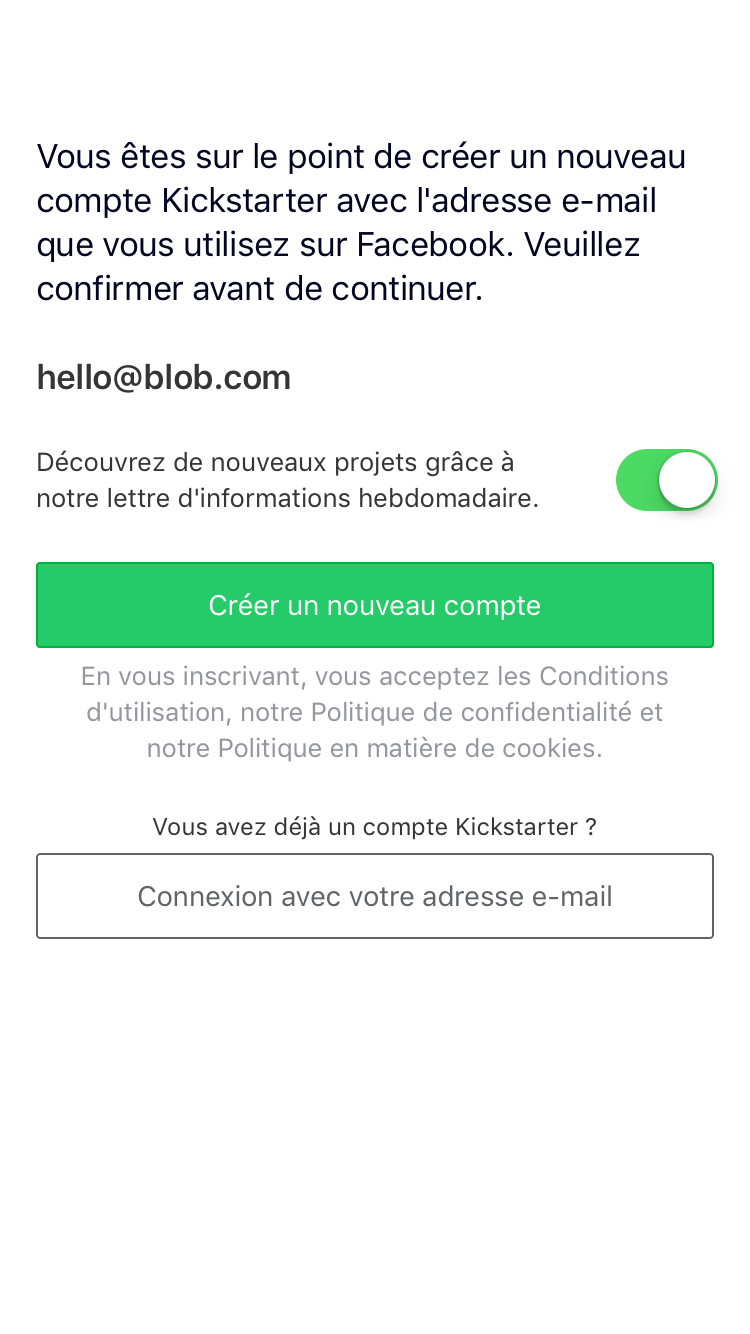 Vous êtes sur le point de créer un nouveau
compte Kickstarter avec l'adresse e-mail
que vous utilisez sur Facebook. Veuillez
confirmer avant de continuer.
hello@blob.com
Découvrez de nouveaux projets grâce à
notre lettre d'informations hebdomadaire.
Créer un nouveau compte
En vous inscrivant, vous acceptez les Conditions
d'utilisation, notre Politique de confidentialité et
notre Politique en matière de cookies.
Vous avez déjà un compte Kickstarter ?
Connexion avec votre adresse e-mail